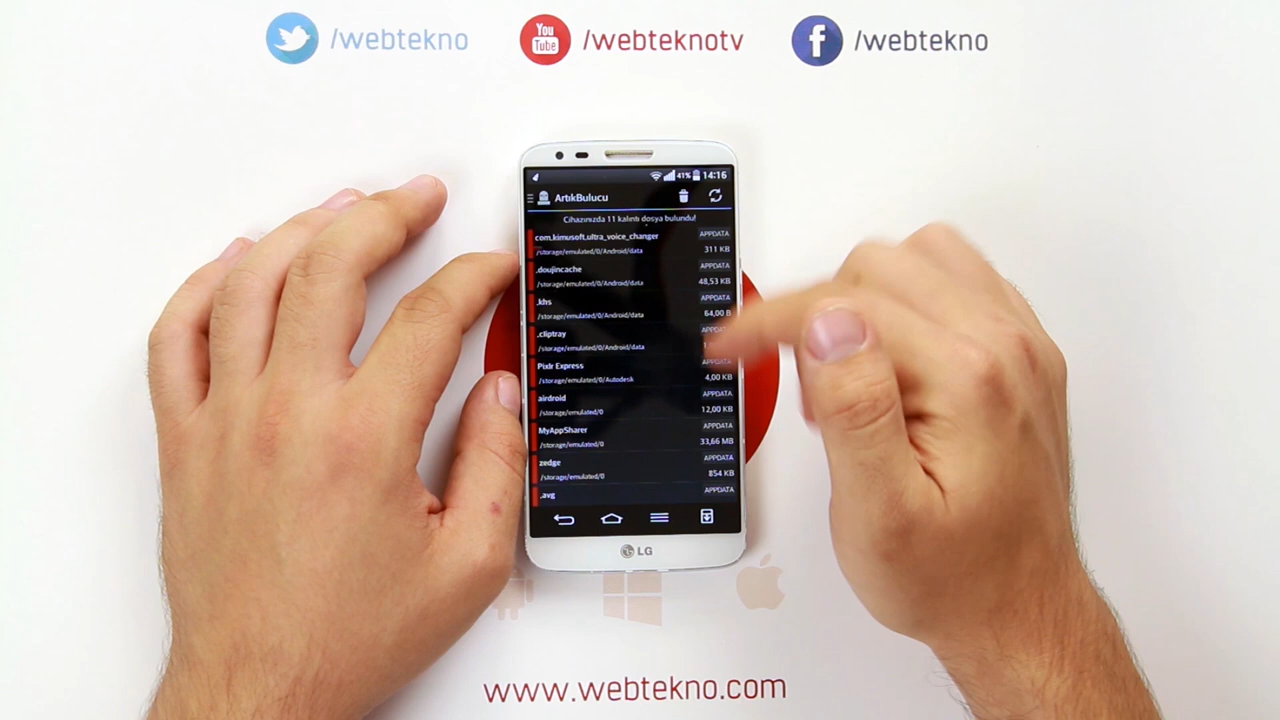 /webtekno
You Tube
/webteknotv
f
/webtekno
41% 14:16
ArtıkBulucu
Cihazınızda 11 kalıntı dosya bulundu!
com.kimusoft.ultra_voice_changer APPDATA
/storage/emulated/0/Android/data 311 KB
.doujincache APPDATA
/storage/emulated/0/Android/data 48,53 KB
.khs APPDATA
/storage/emulated/0/Android/data 64,00 B
.cliptray
/storage/emulated/0/Android/data
Pixlr Express APPDATA
/storage/emulated/0/Autodesk 4,00 KB
airdroid APPDATA
/storage/emulated/0 12,00 KB
MyAppSharer APPDATA
/storage/emulated/0 33,66 MB
zedge APPDATA
/storage/emulated/0 854 KB
.avg APPDATA
LG
www.webtekno.com